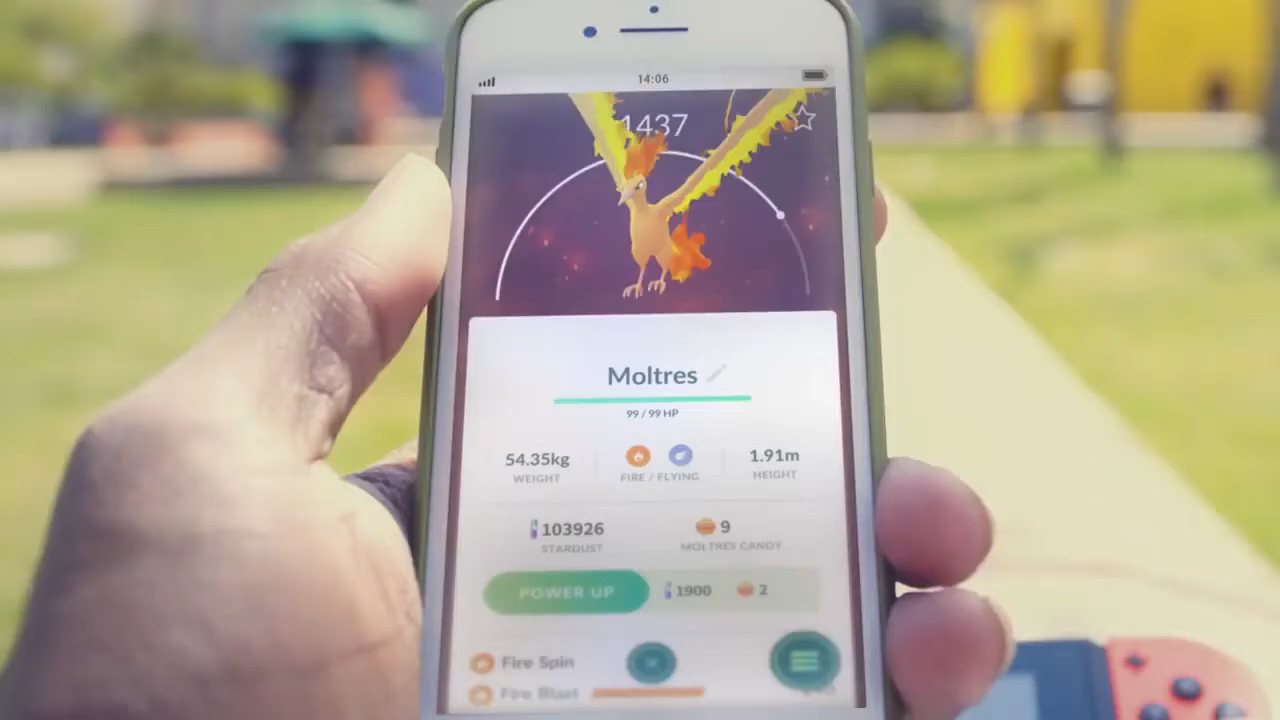 14:06
1437
Moltres
99 / 99 HP
54.35kg
WEIGHT
FIRE / FLYING
1.91m
HEIGHT
103926
STARDUST
9
MOLTRES CANDY
POWER UP
1900
2
Fire Spin
Fire Blast